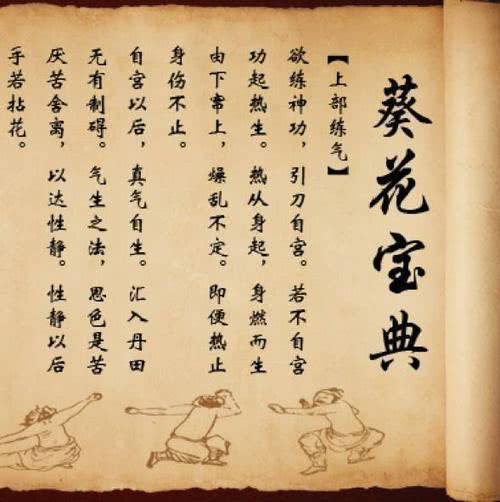 葵花宝典
【上部练气】
欲练神功，引刀自宫。若不自宫
功起热生。热从身起，身燃而生
由下窜上，燥乱不定。即便热止
身伤不止。
自宫以后，真气自生。汇入丹田
无有制碍。气生之法，思色是苦
厌苦舍离，以达性静。性静以后
手若拈花。